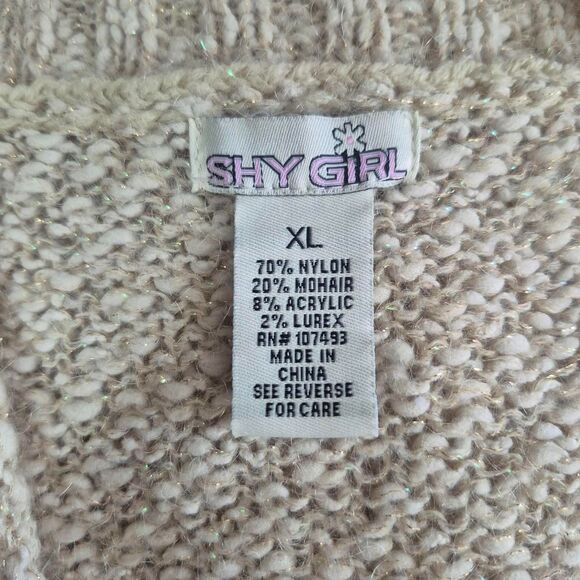 SHY GiRL
XL
70% NYLON
20% MOHAIR
8% ACRYLIC
2% LUREX
RN# 107493
MADE IN
CHINA
SEE REVERSE
FOR CARE